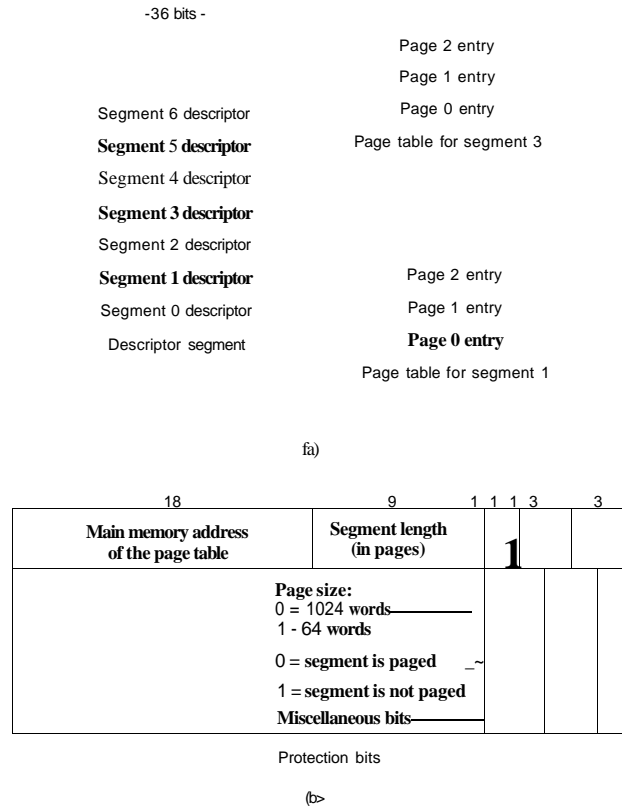 -36 bits -
Page 2 entry
Page 1 entry
Page 0 entry
Page table for segment 3
Segment 6 descriptor
Segment 5 descriptor
Segment 4 descriptor
Segment 3 descriptor
Segment 2 descriptor
Segment 1 descriptor
Segment 0 descriptor
Descriptor segment
Page 2 entry
Page 1 entry
Page 0 entry
Page table for segment 1
fa)
18 9 1 1 1 3 3
Main memory address
of the page table
Segment length
(in pages)
1
Page size:
0 = 1024 words
1 - 64 words
0 = segment is paged _~
1 = segment is not paged
Miscellaneous bits
Protection bits
(b>